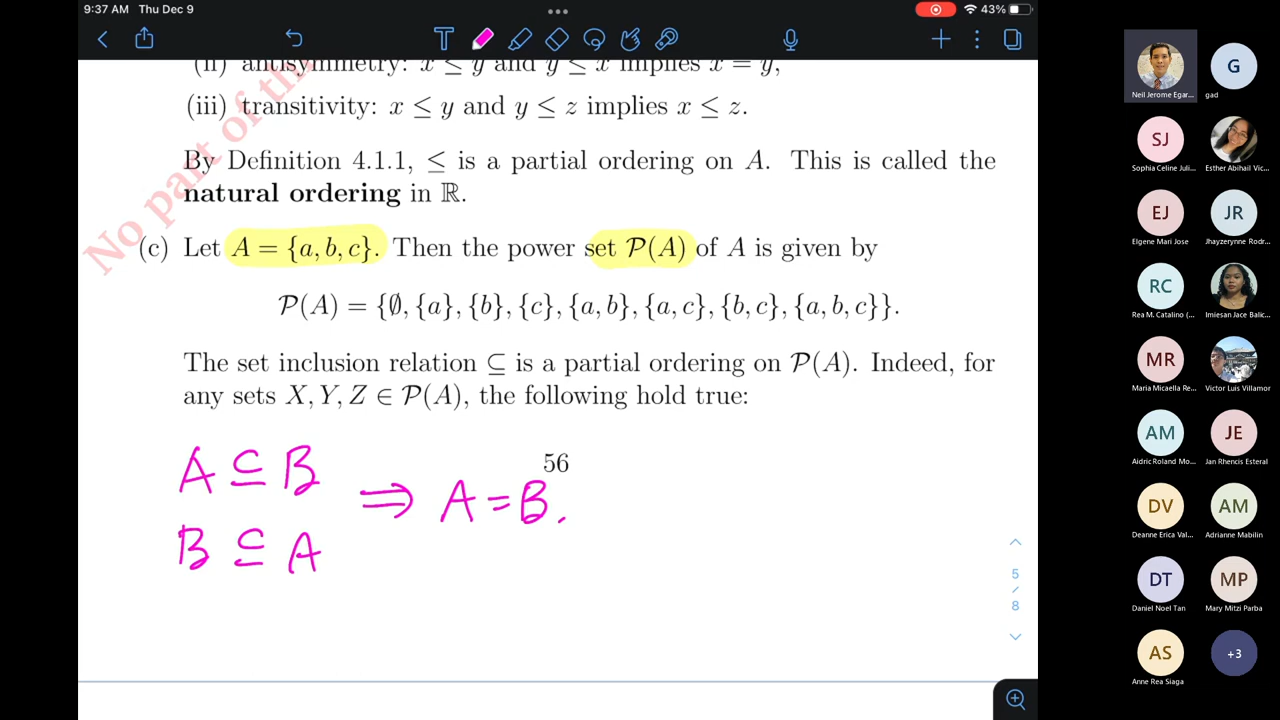 9:37 AM Thu Dec 9
43%
(ii) antisymmetry: x ≤ y and y ≤ x implies x = y,
(iii) transitivity: x ≤ y and y ≤ z implies x ≤ z.
By Definition 4.1.1, ≤ is a partial ordering on A. This is called the
natural ordering in ℝ.
No part of th
(c) Let A = {a, b, c}. Then the power set 𝒫(A) of A is given by
𝒫(A) = {∅, {a}, {b}, {c}, {a, b}, {a, c}, {b, c}, {a, b, c}}.
The set inclusion relation ⊆ is a partial ordering on 𝒫(A). Indeed, for
any sets X, Y, Z ∈ 𝒫(A), the following hold true:
56
A ⊆ B
⇒ A = B.
B ⊆ A
5
/
8
Neil Jerome Egar...
G
gad
SJ
Sophia Celine Juli...
Esther Abihail Vic...
EJ
Elgene Mari Jose
JR
Jhayzerynne Rodr...
RC
Rea M. Catalino (...
Imiesan Jace Balic...
MR
Maria Micaella Re...
Victor Luis Villamor
AM
Aidric Roland Mo...
JE
Jan Rhencis Esteral
DV
Deanne Erica Val...
AM
Adrianne Mabilin
DT
Daniel Noel Tan
MP
Mary Mitzi Parba
AS
Anne Rea Siaga
+3